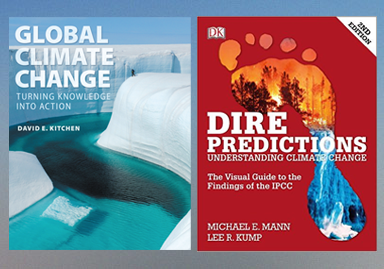 GLOBAL
CLIMATE
CHANGE
TURNING KNOWLEDGE
INTO ACTION
DAVID E. KITCHEN
DK
2ND
EDITION
DIRE
PREDICTIONS
UNDERSTANDING CLIMATE CHANGE
The Visual Guide to the
Findings of the IPCC
MICHAEL E. MANN
LEE R. KUMP